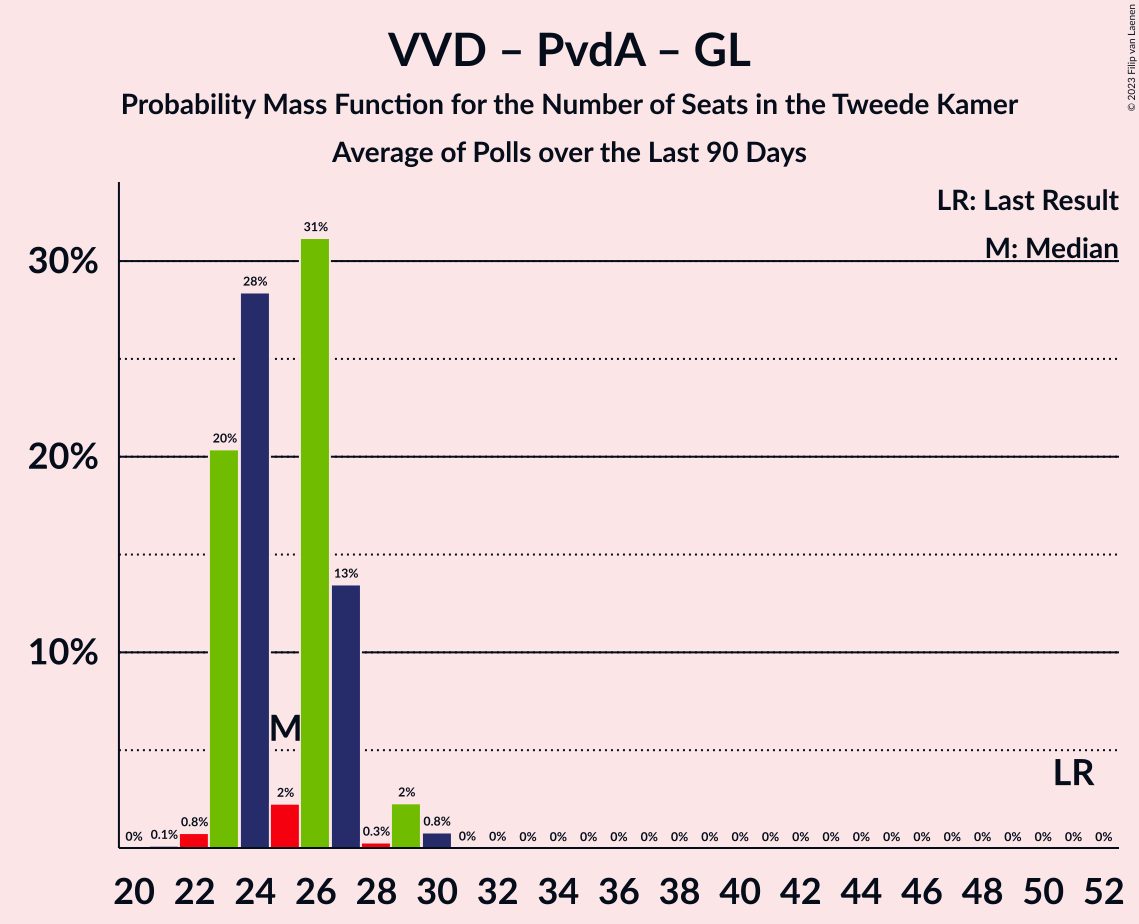 VVD – PvdA – GL
Probability Mass Function for the Number of Seats in the Tweede Kamer
Average of Polls over the Last 90 Days
© 2023 Filip van Laenen
LR: Last Result
M: Median
30%
20%
10%
0% 0.1% 0.8% 20% 28% 2% 31% 13% 0.3% 2% 0.8% 0% 0% 0% 0% 0% 0% 0% 0% 0% 0% 0% 0% 0% 0% 0% 0% 0% 0% 0% 0% 0% 0%
M
LR
20 22 24 26 28 30 32 34 36 38 40 42 44 46 48 50 52